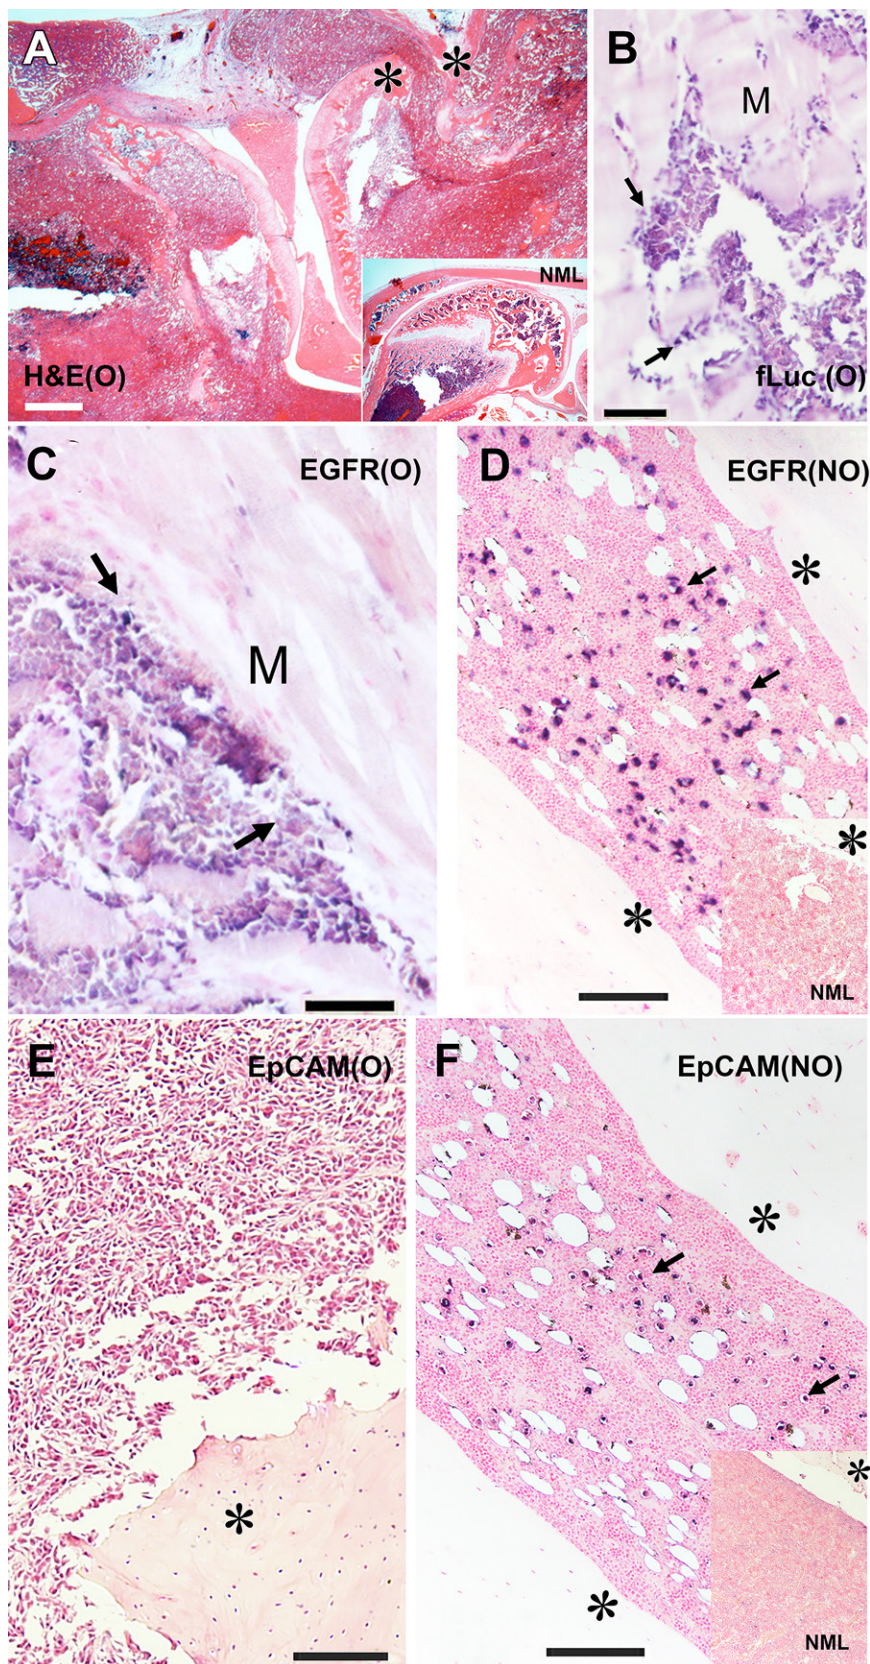 A
*
*
H&E(O)
NML
B
M
fLuc (O)
C
EGFR(O)
M
D
EGFR(NO)
*
*
*
NML
E
EpCAM(O)
*
F
EpCAM(NO)
*
*
*
NML